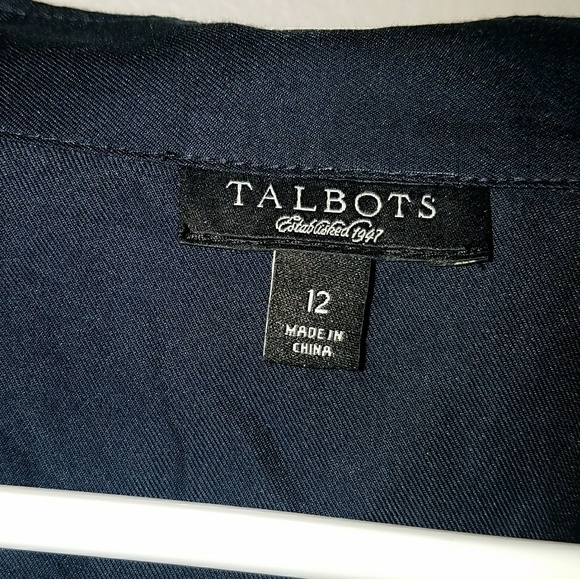 TALBOTS
Established 1947
12
MADE IN
CHINA